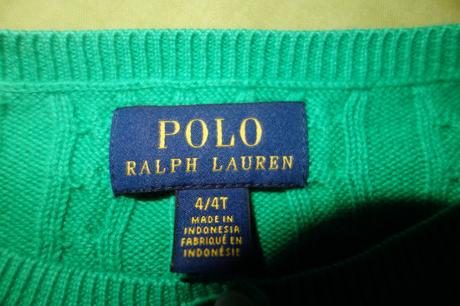 POLO
RALPH LAUREN
4/4T
MADE IN
INDONESIA
FABRIQUÉ EN
INDONÉSIE